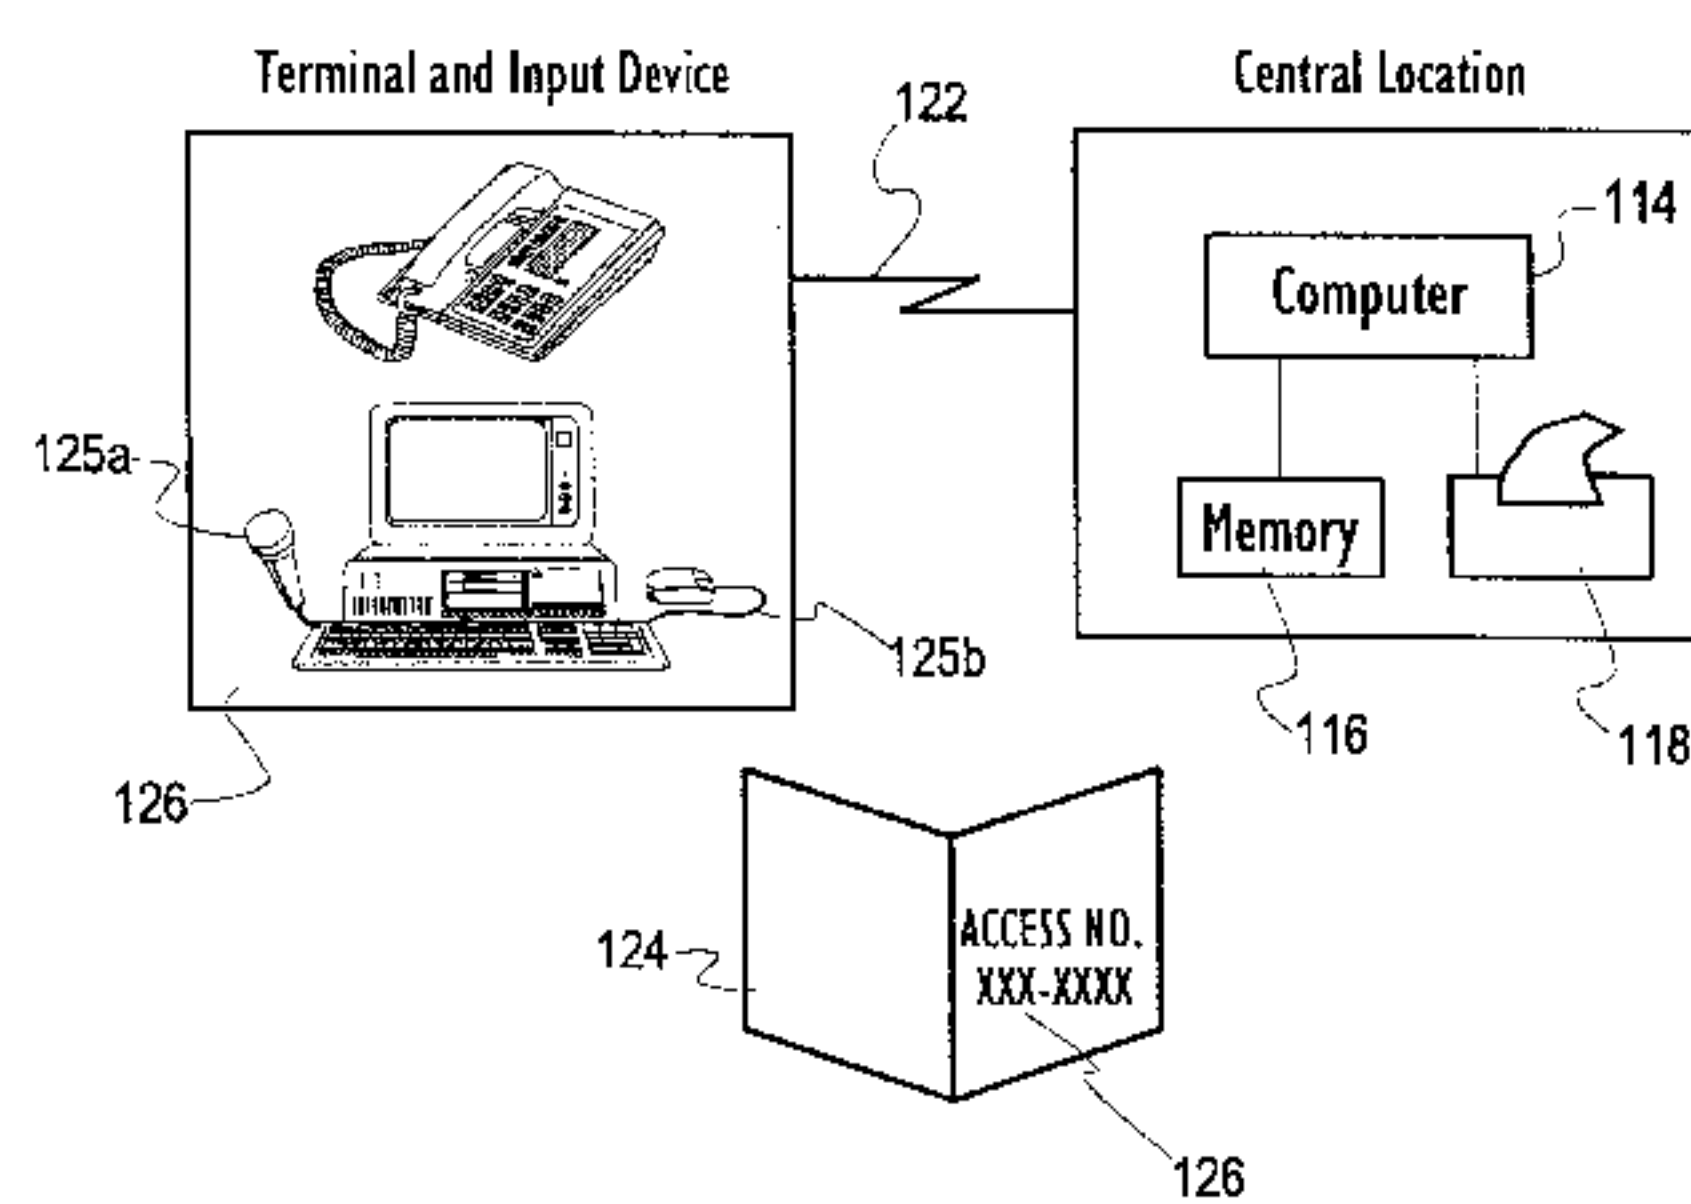 Terminal and Input Device
Central Location
122
114
Computer
125a
Memory
125b
116
118
126
124
ACCESS NO.
XXX-XXXX
126